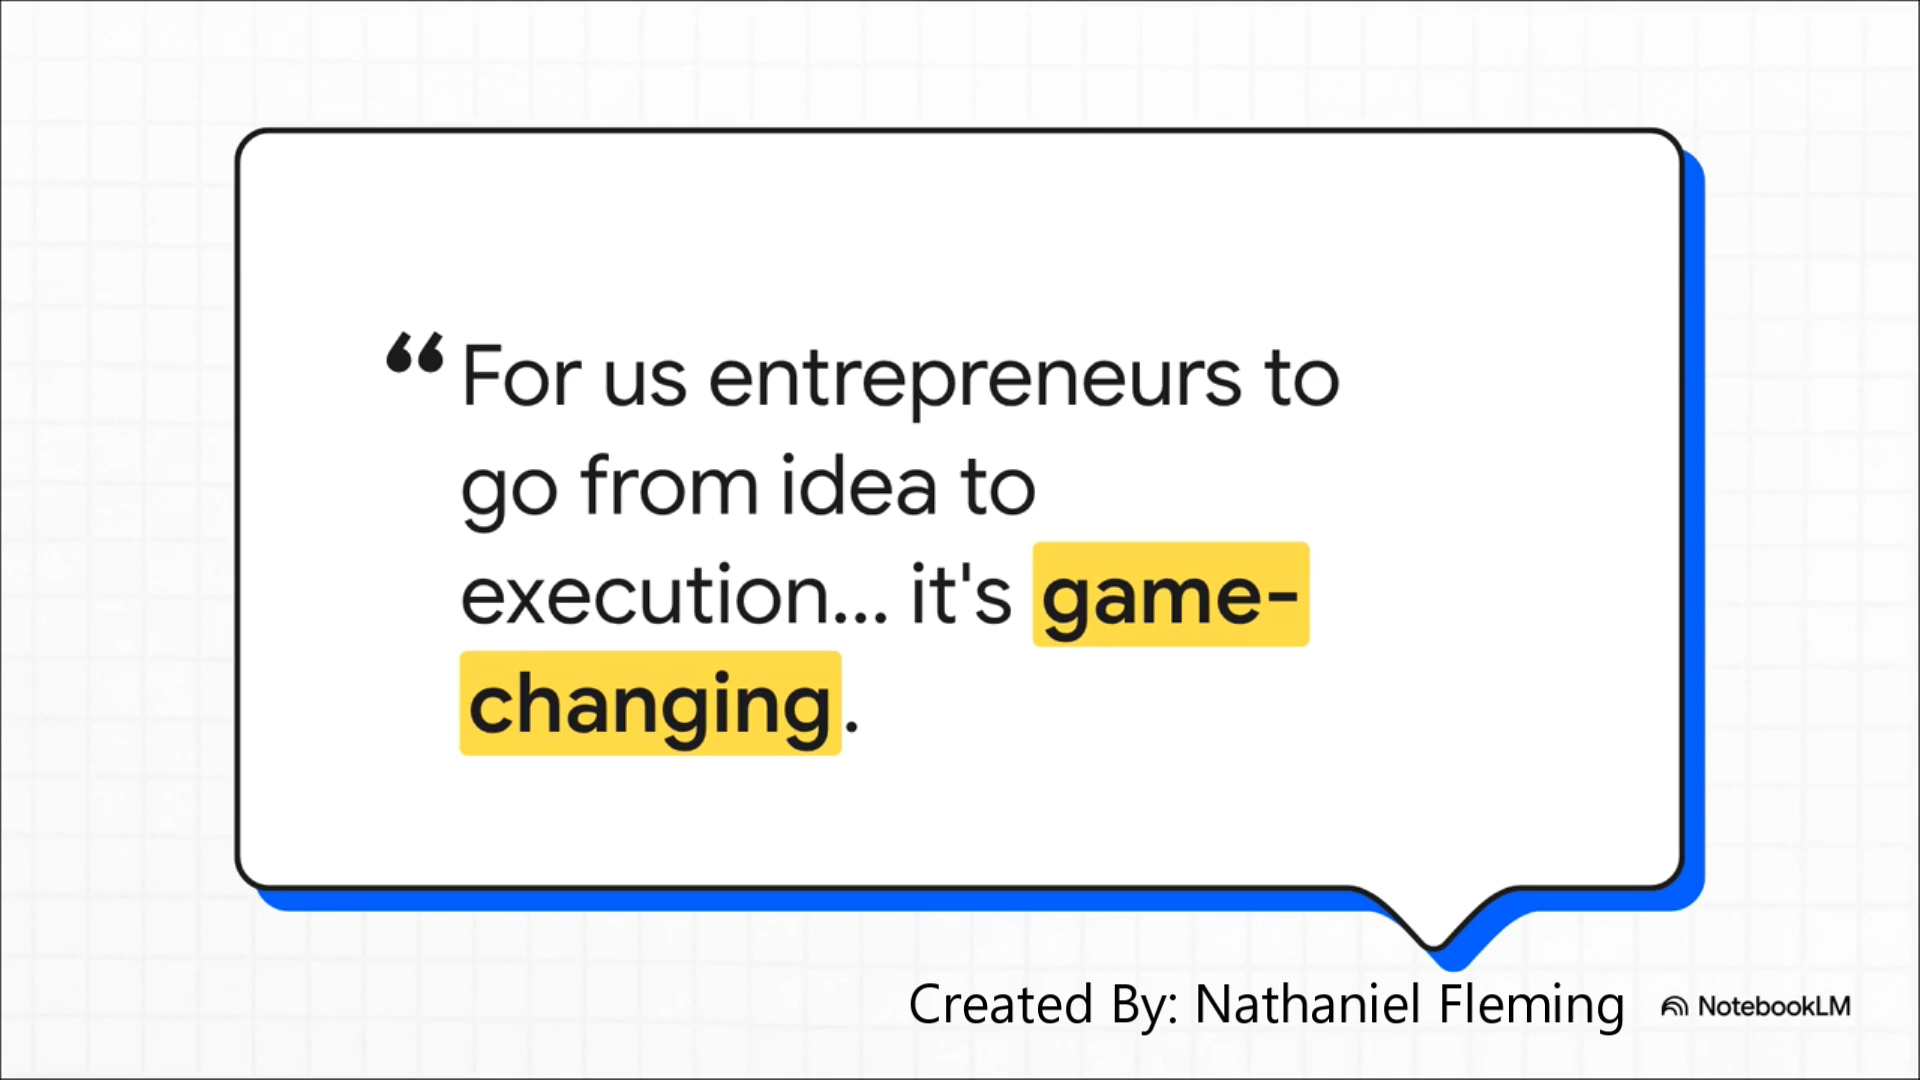 “For us entrepreneurs to
go from idea to
execution... it's game-
changing.
Created By: Nathaniel Fleming
NotebookLM